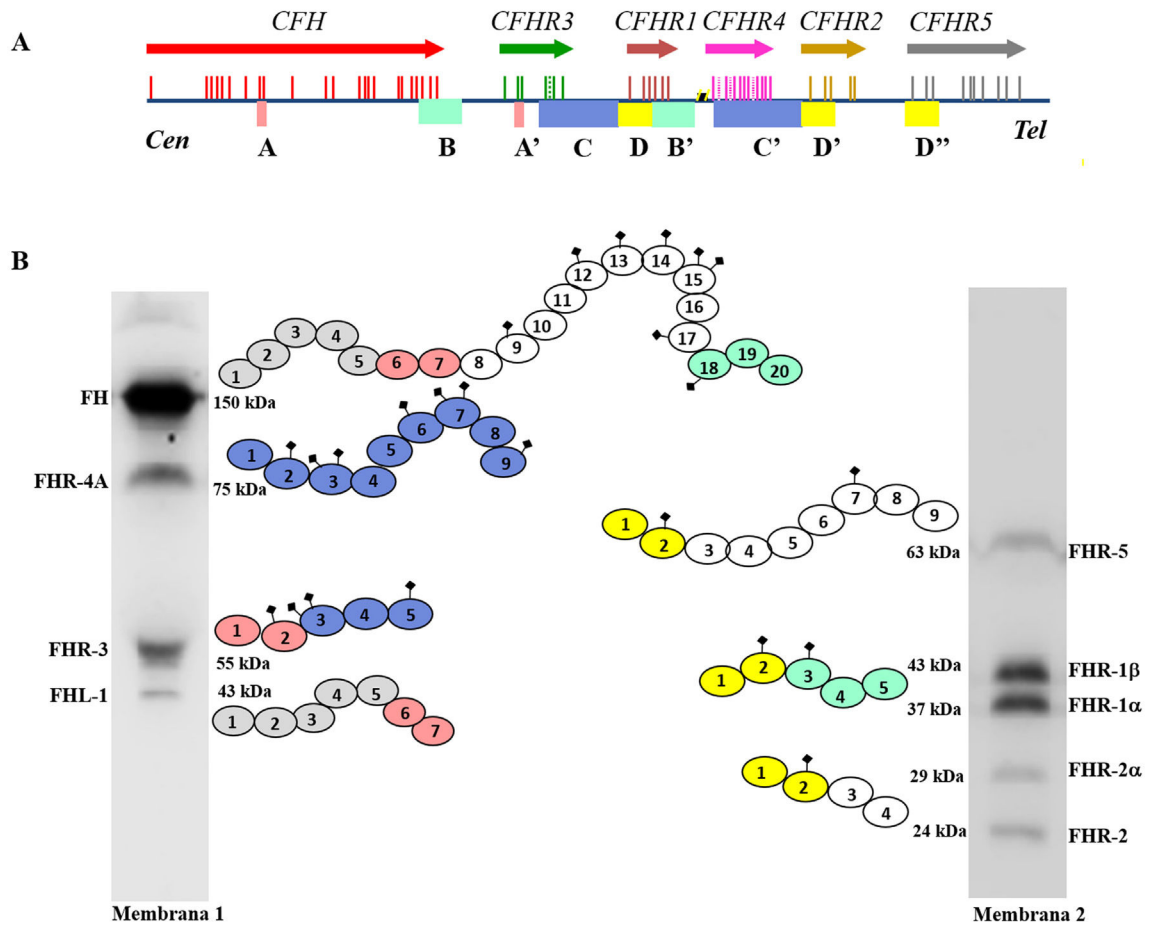 A
CFH
CFHR3
CFHR1
CFHR4
CFHR2
CFHR5
Cen
Tel
A
B
A'
C
D
B'
C'
D'
D''
B
FH
150 kDa
1 2 3 4 5 6 7 8 9 10 11 12 13 14 15 16 17 18 19 20
FHR-4A
75 kDa
1 2 3 4 5 6 7 8 9
FHR-3
55 kDa
1 2 3 4 5
FHL-1
43 kDa
1 2 3 4 5 6 7
Membrana 1
1 2 3 4 5 6 7 8 9
63 kDa
FHR-5
1 2 3 4 5
43 kDa
FHR-1β
37 kDa
FHR-1α
1 2 3 4
29 kDa
FHR-2α
24 kDa
FHR-2
Membrana 2